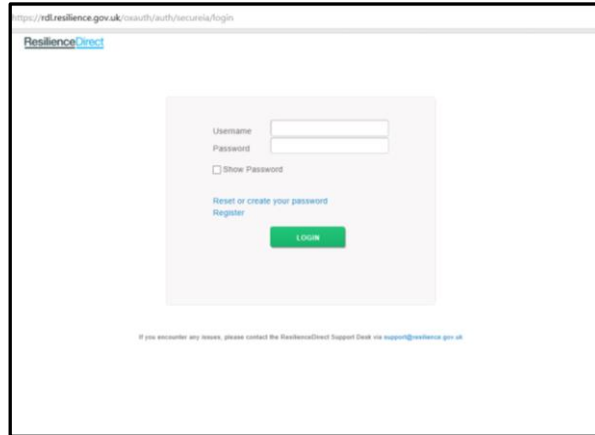 https://rdl.resilience.gov.uk/oxauth/auth/secureia/login
ResilienceDirect
Username
Password
Show Password
Reset or create your password
Register
LOGIN
If you encounter any issues, please contact the ResilienceDirect Support Desk via support@resilience.gov.uk